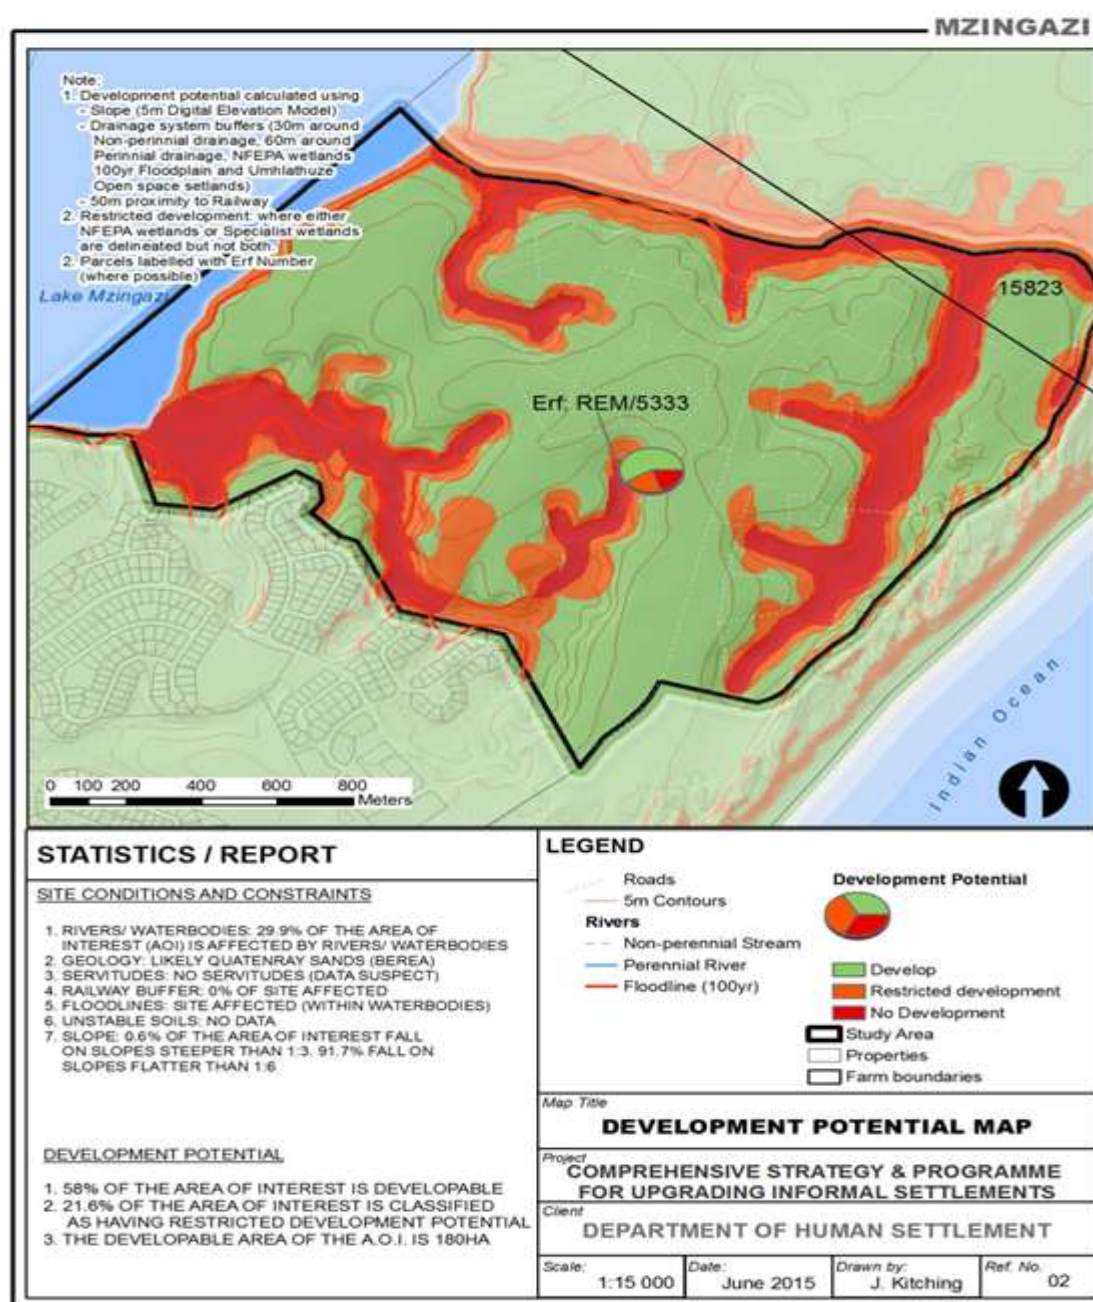 MZINGAZI
Note:
1. Development potential calculated using
- Slope (5m Digital Elevation Model)
- Drainage system buffers (30m around
Non-perinnial drainage, 60m around
Perinnial drainage, NFEPA wetlands
100yr Floodplain and Umhlathuze
Open space setlands)
- 50m proximity to Railway
2. Restricted development: where either
NFEPA wetlands or Specialist wetlands
are delineated but not both.
2. Parcels labelled with Erf Number
(where possible)
Lake Mzingazi
15823
Erf: REM/5333
Indian Ocean
0 100 200 400 600 800
Meters
STATISTICS / REPORT
SITE CONDITIONS AND CONSTRAINTS
1. RIVERS/ WATERBODIES: 29.9% OF THE AREA OF
INTEREST (AOI) IS AFFECTED BY RIVERS/ WATERBODIES
2. GEOLOGY: LIKELY QUATENRAY SANDS (BEREA)
3. SERVITUDES: NO SERVITUDES (DATA SUSPECT)
4. RAILWAY BUFFER: 0% OF SITE AFFECTED
5. FLOODLINES: SITE AFFECTED (WITHIN WATERBODIES)
6. UNSTABLE SOILS: NO DATA
7. SLOPE: 0.6% OF THE AREA OF INTEREST FALL
ON SLOPES STEEPER THAN 1:3. 91.7% FALL ON
SLOPES FLATTER THAN 1:6
DEVELOPMENT POTENTIAL
1. 58% OF THE AREA OF INTEREST IS DEVELOPABLE
2. 21.6% OF THE AREA OF INTEREST IS CLASSIFIED
AS HAVING RESTRICTED DEVELOPMENT POTENTIAL
3. THE DEVELOPABLE AREA OF THE A.O.I. IS 180HA
LEGEND
Roads
5m Contours
Rivers
Non-perennial Stream
Perennial River
Floodline (100yr)
Development Potential
Develop
Restricted development
No Development
Study Area
Properties
Farm boundaries
Map Title
DEVELOPMENT POTENTIAL MAP
Project
COMPREHENSIVE STRATEGY & PROGRAMME
FOR UPGRADING INFORMAL SETTLEMENTS
Client
DEPARTMENT OF HUMAN SETTLEMENT
Scale:
1:15 000
Date:
June 2015
Drawn by:
J. Kitching
Ref. No.
02